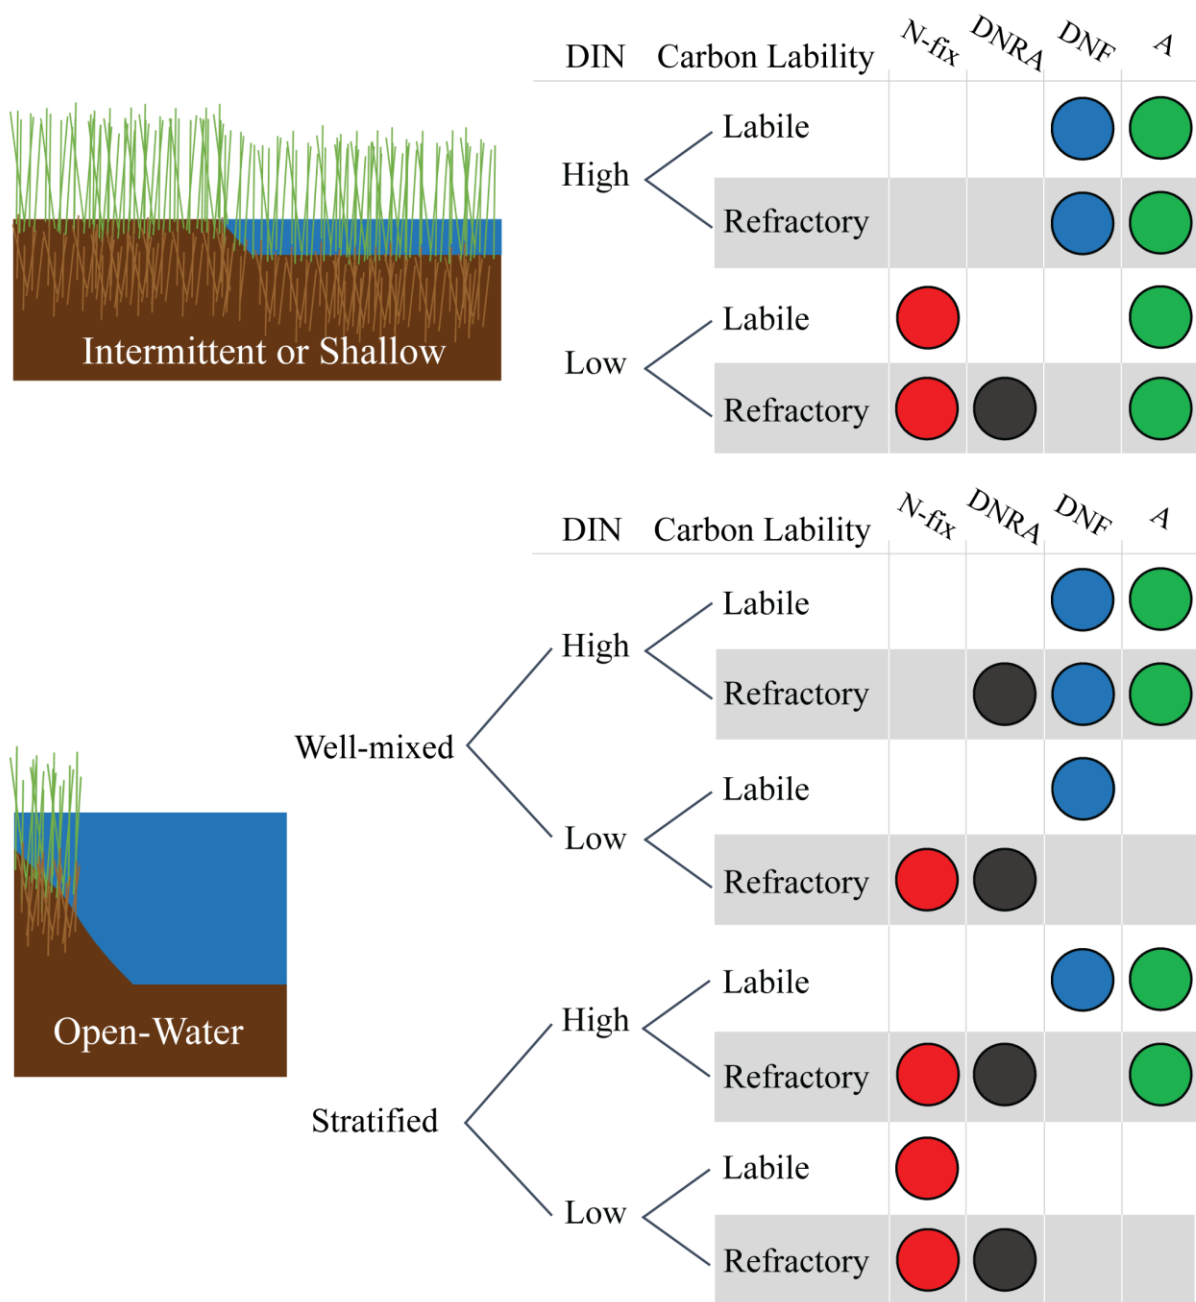 DIN Carbon Lability N-fix DNRA DNF A
Labile
High
Refractory
Labile
Low
Refractory
Intermittent or Shallow
DIN Carbon Lability N-fix DNRA DNF A
Labile
High
Refractory
Well-mixed
Labile
Low
Refractory
Labile
High
Refractory
Open-Water
Stratified
Labile
Low
Refractory